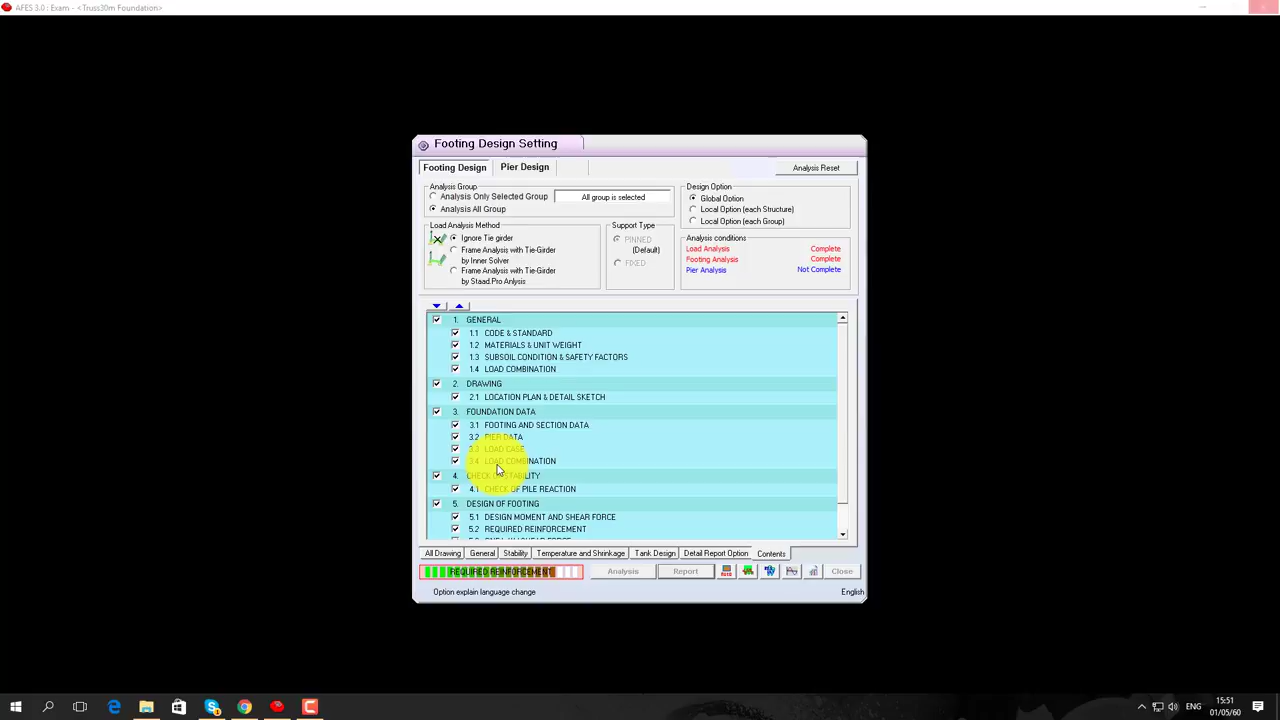 AFES 3.0 : Exam - <Truss30m Foundation>
Footing Design Setting
Footing Design
Pier Design
Analysis Reset
Analysis Group
Analysis Only Selected Group
All group is selected
Analysis All Group
Design Option
Global Option
Local Option (each Structure)
Local Option (each Group)
Load Analysis Method
Ignore Tie girder
Frame Analysis with Tie-Girder
by Inner Solver
Frame Analysis with Tie-Girder
by Staad.Pro Anlysis
Support Type
PINNED
(Default)
FIXED
Analysis conditions
Load Analysis Complete
Footing Analysis Complete
Pier Analysis Not Complete
1. GENERAL
1.1 CODE & STANDARD
1.2 MATERIALS & UNIT WEIGHT
1.3 SUBSOIL CONDITION & SAFETY FACTORS
1.4 LOAD COMBINATION
2. DRAWING
2.1 LOCATION PLAN & DETAIL SKETCH
3. FOUNDATION DATA
3.1 FOOTING AND SECTION DATA
3.2 PIER DATA
3.3 LOAD CASE
3.4 LOAD COMBINATION
4. CHECK OF STABILITY
4.1 CHECK OF PILE REACTION
5. DESIGN OF FOOTING
5.1 DESIGN MOMENT AND SHEAR FORCE
5.2 REQUIRED REINFORCEMENT
All Drawing
General
Stability
Temperature and Shrinkage
Tank Design
Detail Report Option
Contents
REQUIRED REINFORCEMENT
Analysis
Report
Close
Option explain language change
English
ENG
15:51
01/05/60